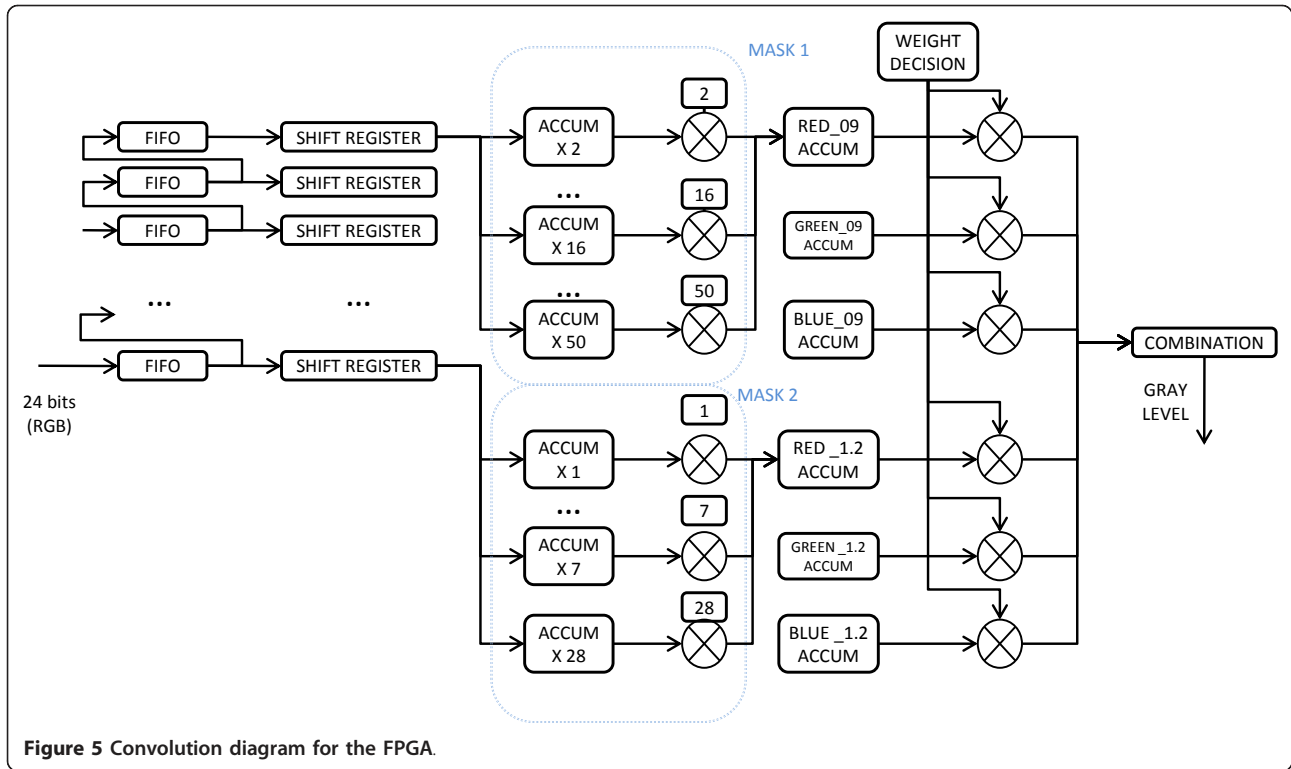 MASK 1
WEIGHT
DECISION
FIFO
SHIFT REGISTER
ACCUM
X 2
2
RED_09
ACCUM
FIFO
SHIFT REGISTER
...
FIFO
SHIFT REGISTER
ACCUM
X 16
16
GREEN_09
ACCUM
...
...
...
ACCUM
X 50
50
BLUE_09
ACCUM
FIFO
SHIFT REGISTER
COMBINATION
24 bits
(RGB)
GRAY
LEVEL
MASK 2
ACCUM
X 1
1
RED _1.2
ACCUM
...
ACCUM
X 7
7
GREEN _1.2
ACCUM
ACCUM
X 28
28
BLUE _1.2
ACCUM
Figure 5 Convolution diagram for the FPGA.